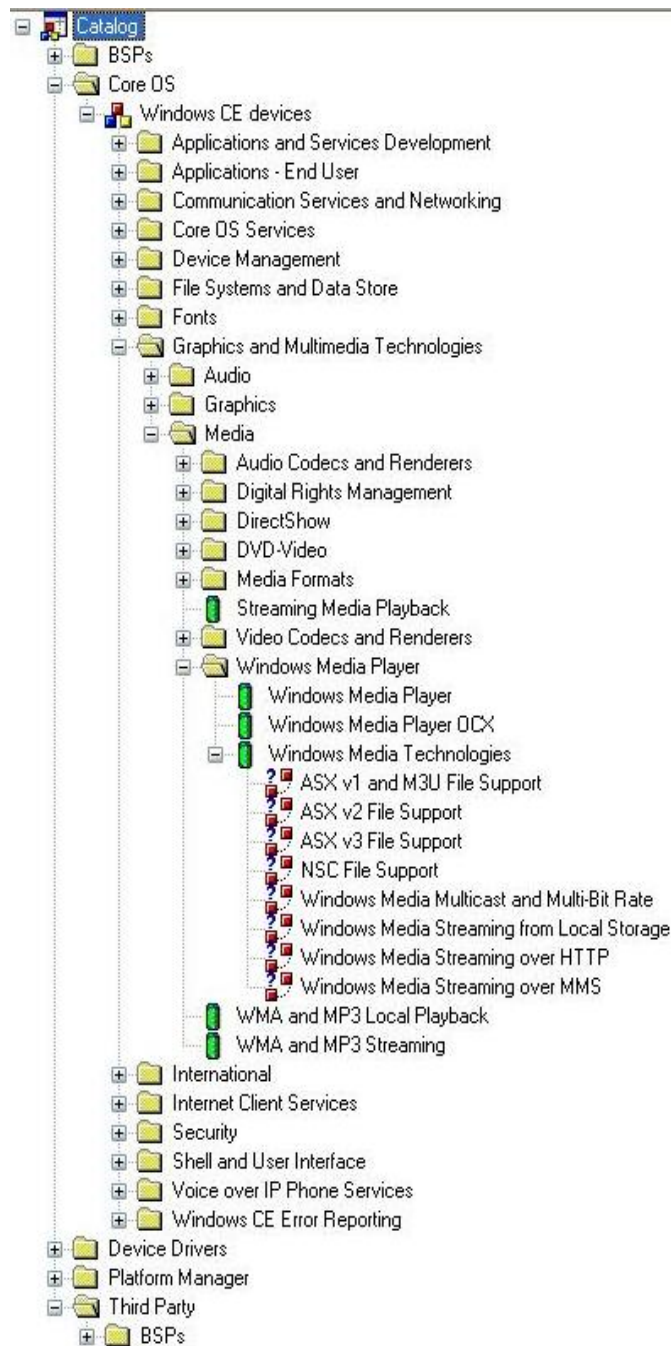 Catalog
BSPs
Core OS
Windows CE devices
Applications and Services Development
Applications - End User
Communication Services and Networking
Core OS Services
Device Management
File Systems and Data Store
Fonts
Graphics and Multimedia Technologies
Audio
Graphics
Media
Audio Codecs and Renderers
Digital Rights Management
DirectShow
DVD-Video
Media Formats
Streaming Media Playback
Video Codecs and Renderers
Windows Media Player
Windows Media Player
Windows Media Player OCX
Windows Media Technologies
ASX v1 and M3U File Support
ASX v2 File Support
ASX v3 File Support
NSC File Support
Windows Media Multicast and Multi-Bit Rate
Windows Media Streaming from Local Storage
Windows Media Streaming over HTTP
Windows Media Streaming over MMS
WMA and MP3 Local Playback
WMA and MP3 Streaming
International
Internet Client Services
Security
Shell and User Interface
Voice over IP Phone Services
Windows CE Error Reporting
Device Drivers
Platform Manager
Third Party
BSPs